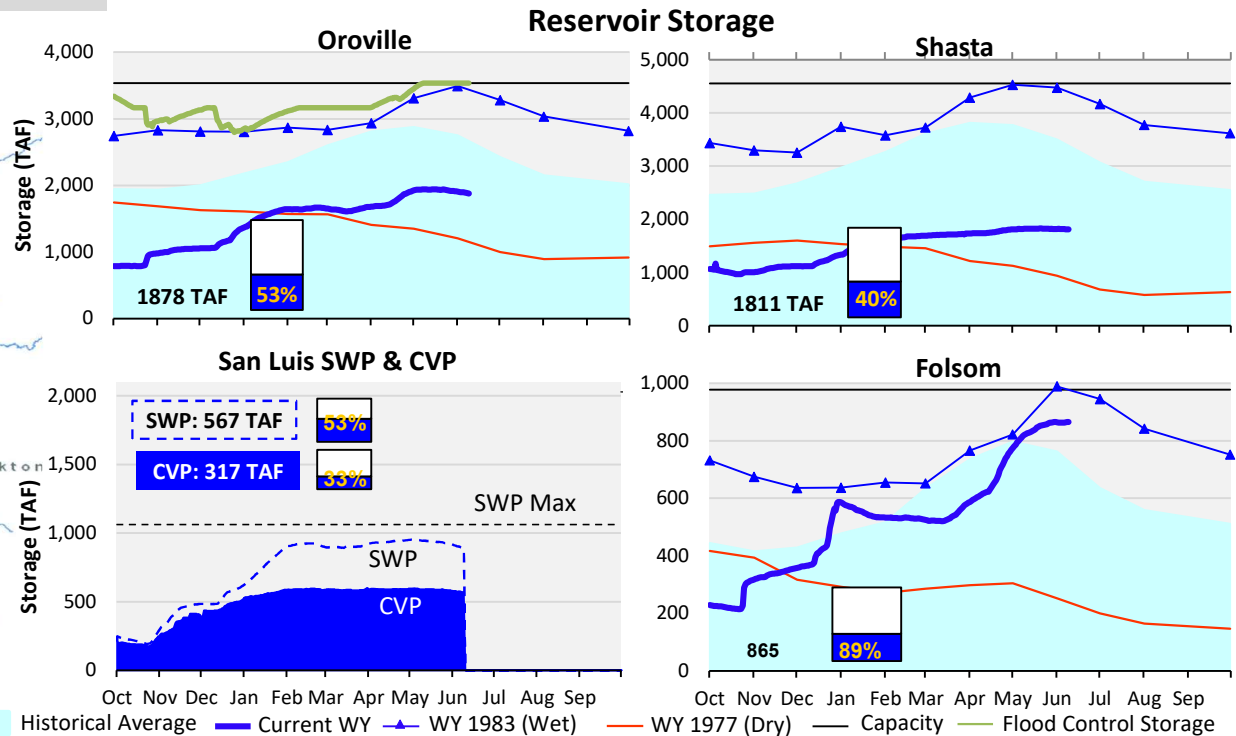 Reservoir Storage
Oroville
4,000
3,000
2,000
1,000
0
Storage (TAF)
1878 TAF
53%
Shasta
5,000
4,000
3,000
2,000
1,000
0
1811 TAF
40%
San Luis SWP & CVP
2,000
1,500
1,000
500
0
Storage (TAF)
SWP: 567 TAF
53%
CVP: 317 TAF
33%
SWP Max
SWP
CVP
Oct Nov Dec Jan Feb Mar Apr May Jun Jul Aug Sep
Folsom
1,000
800
600
400
200
0
865
89%
Oct Nov Dec Jan Feb Mar Apr May Jun Jul Aug Sep
Historical Average Current WY WY 1983 (Wet) WY 1977 (Dry) Capacity Flood Control Storage
kton